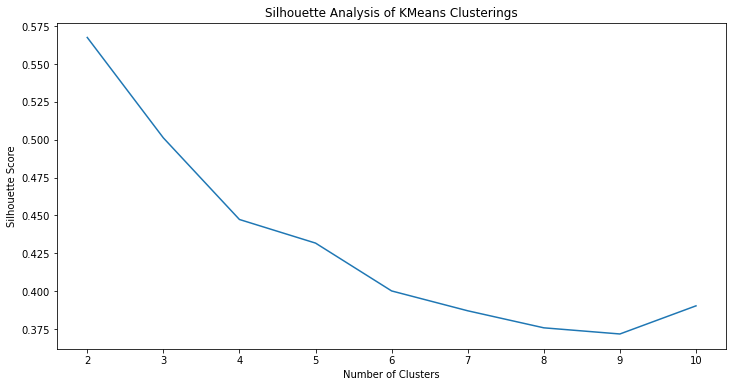 Silhouette Analysis of KMeans Clusterings
0.575
0.550
0.525
0.500
0.475
0.450
0.425
0.400
0.375
Silhouette Score
2 3 4 5 6 7 8 9 10
Number of Clusters